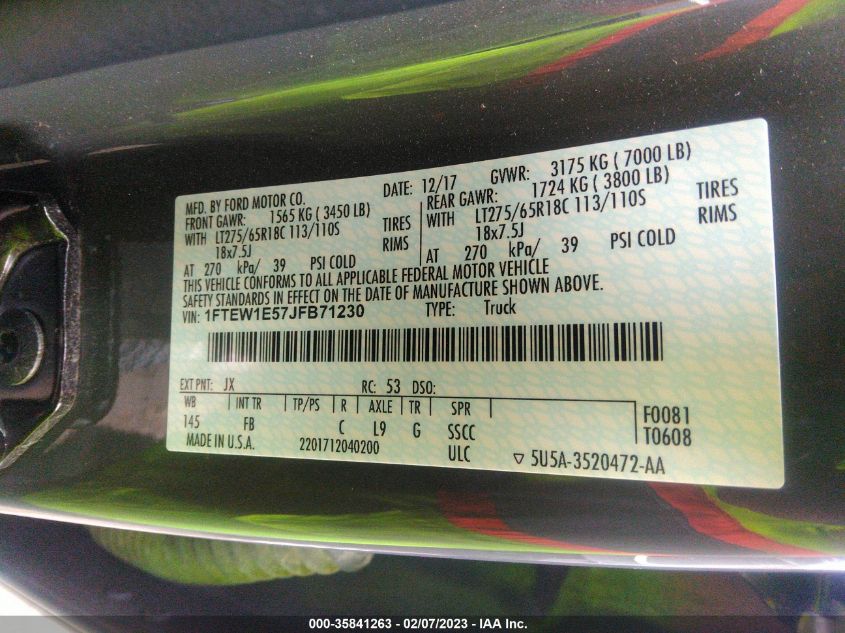 MFD. BY FORD MOTOR CO. DATE: 12/17 GVWR: 3175 KG ( 7000 LB)
FRONT GAWR: 1565 KG ( 3450 LB) REAR GAWR: 1724 KG ( 3800 LB)
WITH LT275/65R18C 113/110S TIRES WITH LT275/65R18C 113/110S TIRES
18x7.5J RIMS 18x7.5J RIMS
AT 270 kPa/ 39 PSI COLD AT 270 kPa/ 39 PSI COLD
THIS VEHICLE CONFORMS TO ALL APPLICABLE FEDERAL MOTOR VEHICLE
SAFETY STANDARDS IN EFFECT ON THE DATE OF MANUFACTURE SHOWN ABOVE.
VIN: 1FTEW1E57JFB71230 TYPE: Truck
EXT PNT: JX RC: 53 DSO:
WB INT TR TP/PS R AXLE TR SPR F0081
145 FB C L9 G SSCC T0608
MADE IN U.S.A. 2201712040200 ULC ▽ 5U5A-3520472-AA
000-35841263 - 02/07/2023 - IAA Inc.